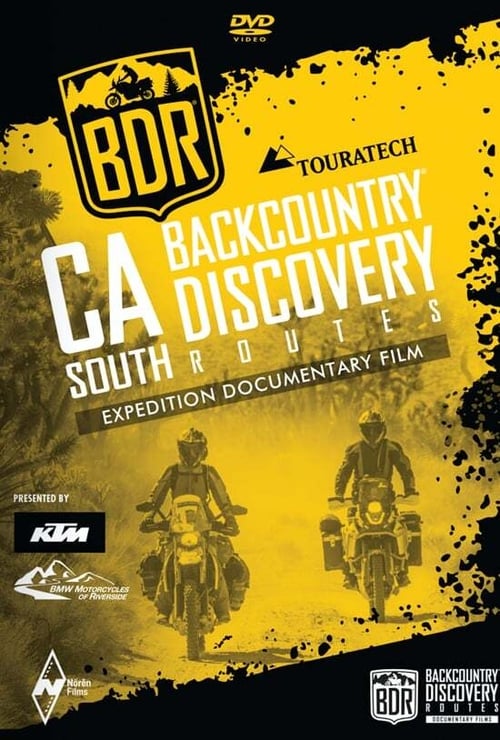 DVD
VIDEO
BDR®
TOURATECH
CA
SOUTH
BACKCOUNTRY®
DISCOVERY
ROUTES
EXPEDITION DOCUMENTARY FILM
PRESENTED BY
KTM
BMW MOTORCYCLES
OF RIVERSIDE
N
Nörén
Films
BDR
BACKCOUNTRY
DISCOVERY
ROUTES
DOCUMENTARY FILMS